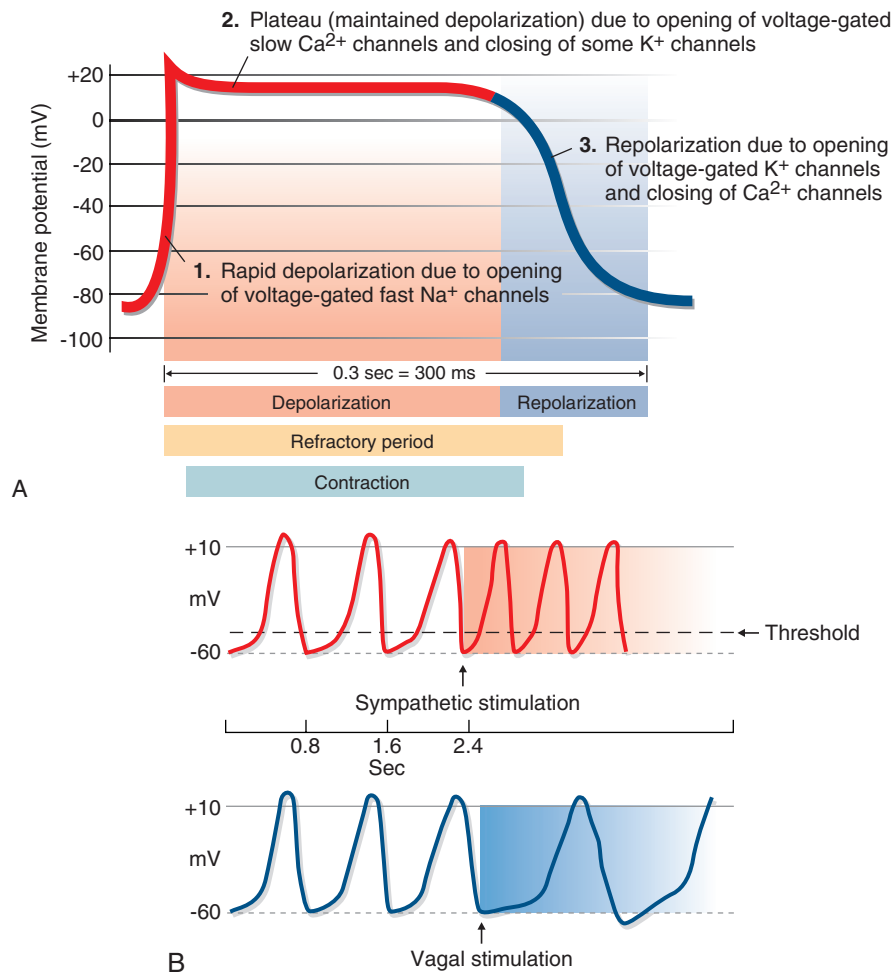 2. Plateau (maintained depolarization) due to opening of voltage-gated
slow Ca2+ channels and closing of some K+ channels
+20
0
-20
-40
-60
-80
-100
Membrane potential (mV)
3. Repolarization due to opening
of voltage-gated K+ channels
and closing of Ca2+ channels
1. Rapid depolarization due to opening
of voltage-gated fast Na+ channels
0.3 sec = 300 ms
Depolarization
Repolarization
Refractory period
Contraction
A
+10
mV
-60
Threshold
Sympathetic stimulation
0.8
1.6
2.4
Sec
+10
mV
-60
Vagal stimulation
B